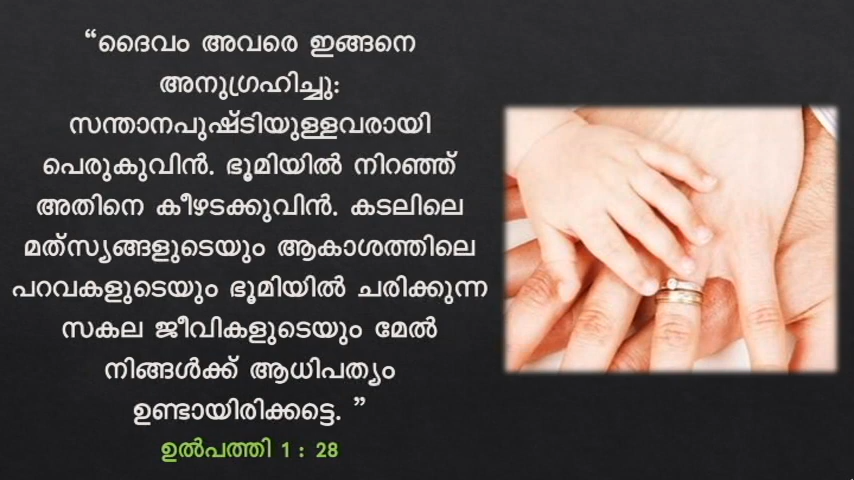 “ദൈവം അവരെ ഇങ്ങനെ
അനുഗ്രഹിച്ചു:
സന്താനപുഷ്ടിയുള്ളവരായി
പെരുകുവിൻ. ഭൂമിയിൽ നിറഞ്ഞ്
അതിനെ കീഴടക്കുവിൻ. കടലിലെ
മത്സ്യങ്ങളുടെയും ആകാശത്തിലെ
പറവകളുടെയും ഭൂമിയിൽ ചരിക്കുന്ന
സകല ജീവികളുടെയും മേൽ
നിങ്ങൾക്ക് ആധിപത്യം
ഉണ്ടായിരിക്കട്ടെ. ”
ഉൽപത്തി 1 : 28